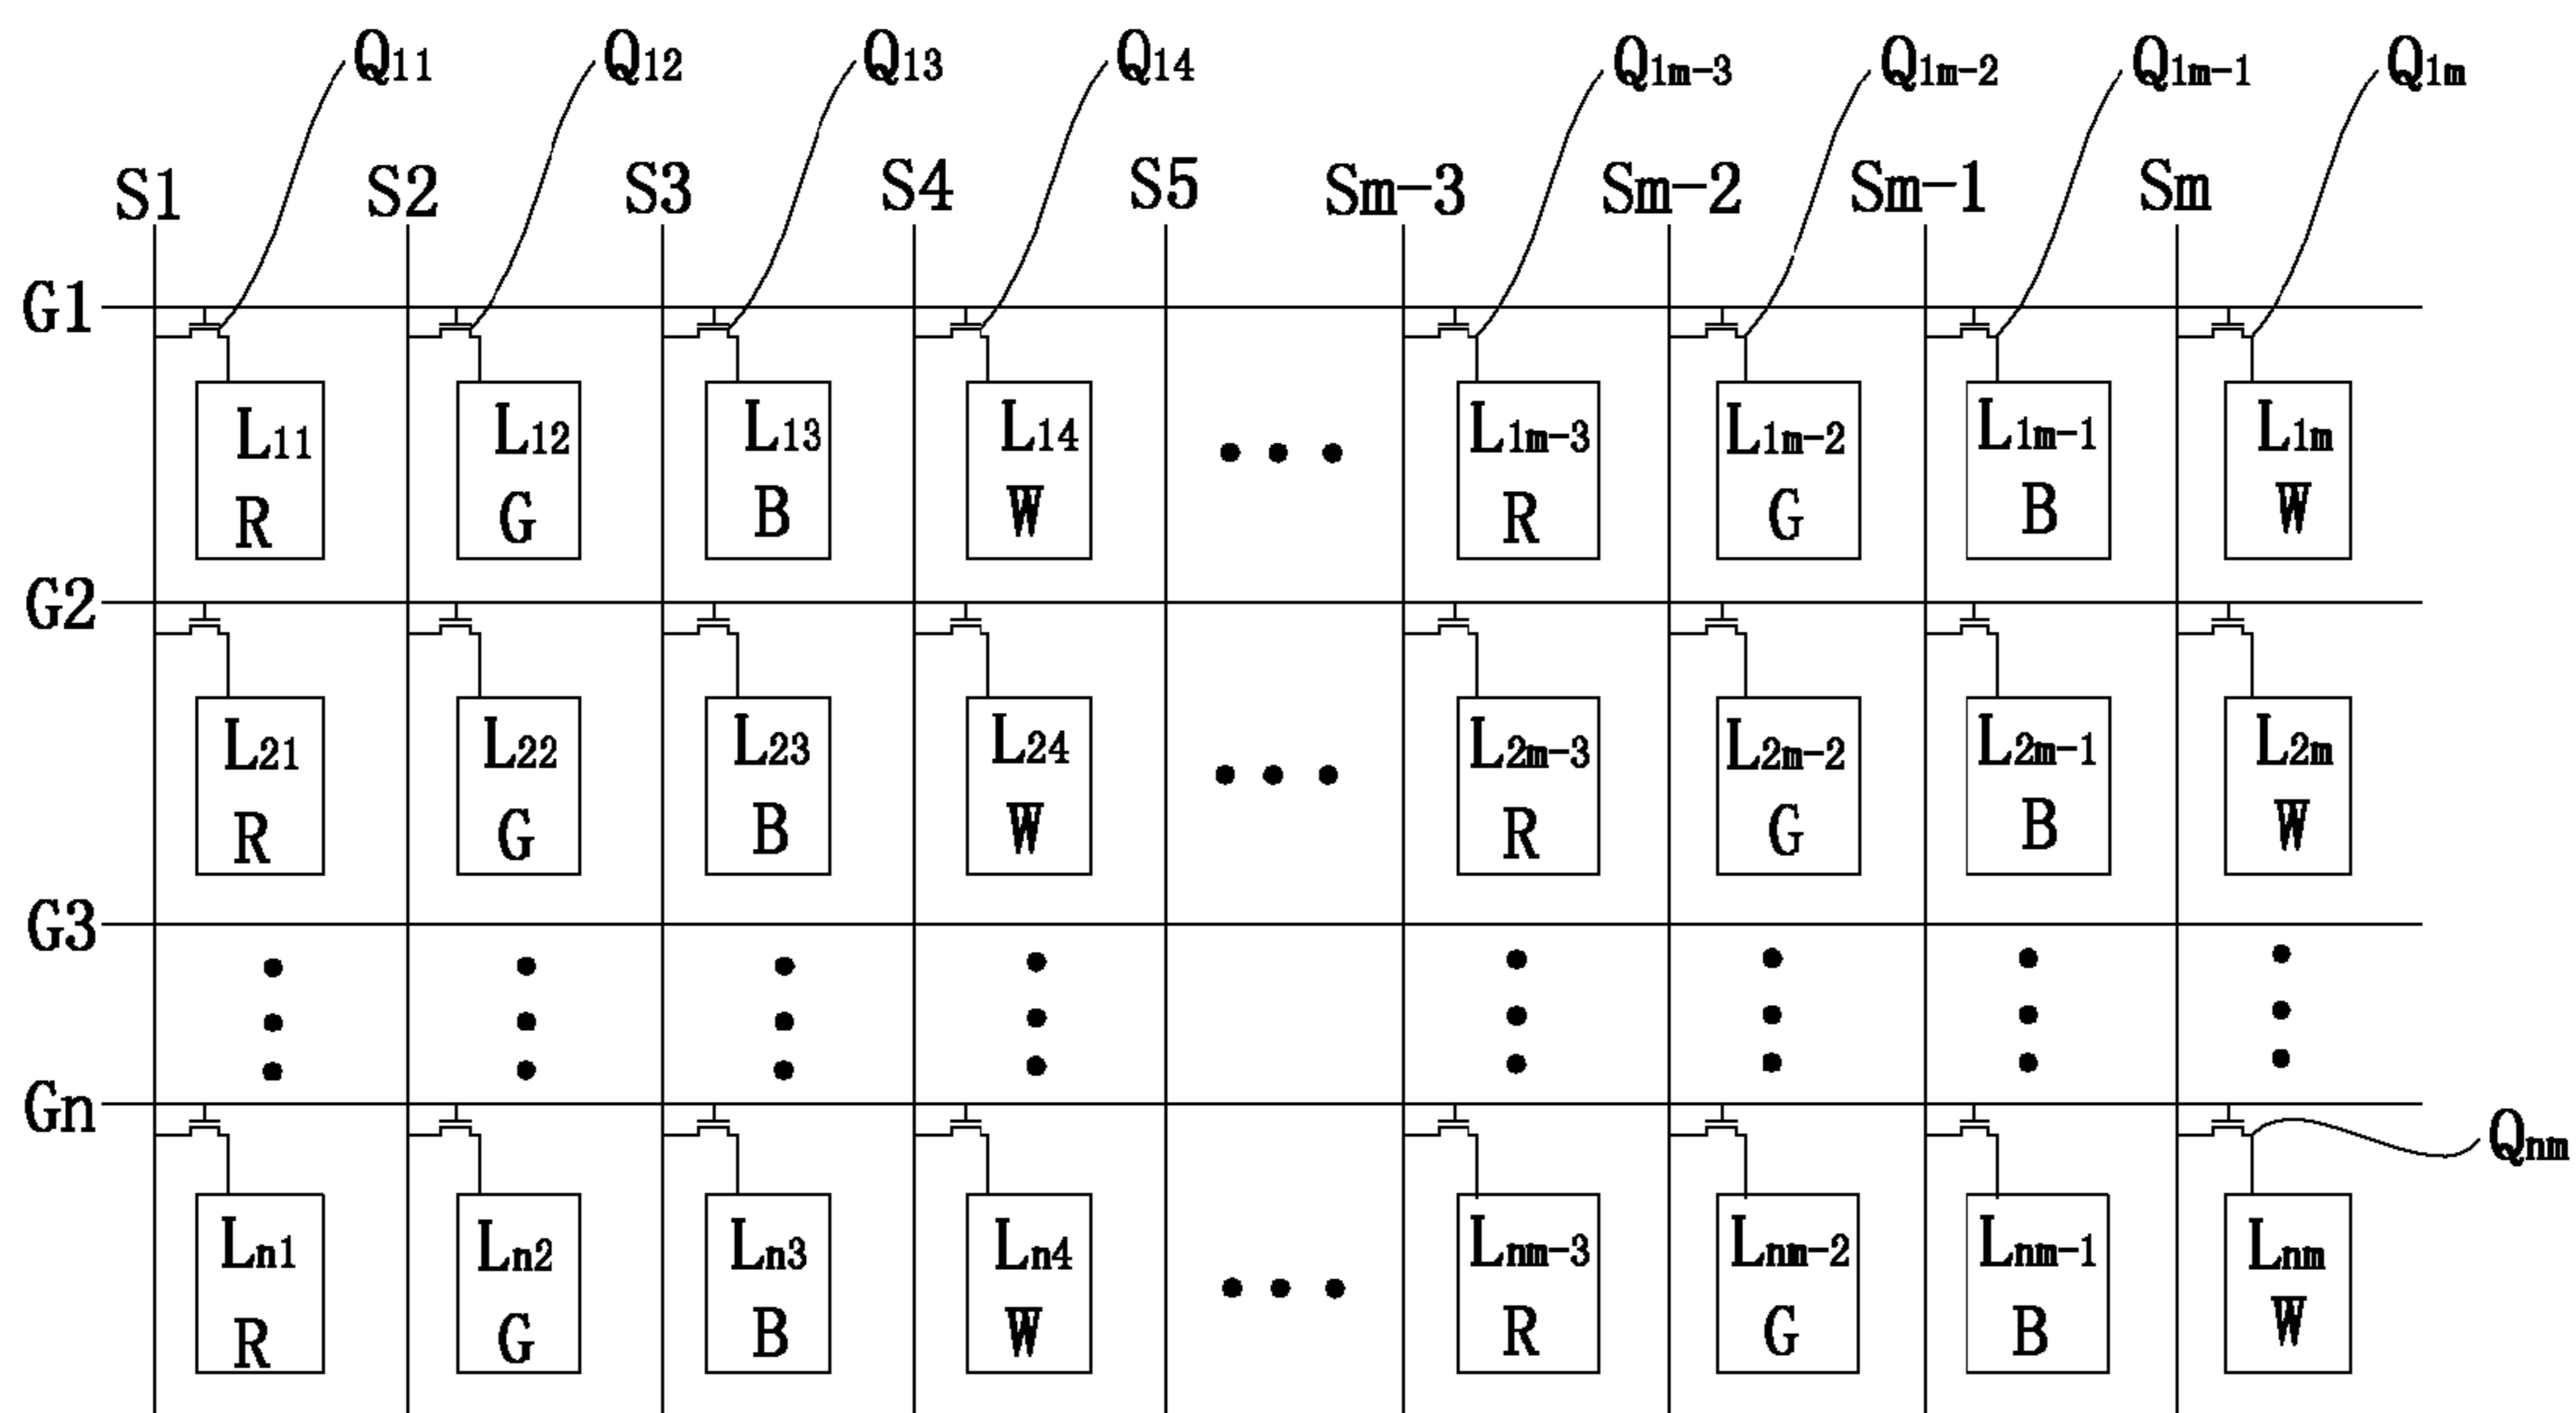 Q11 Q12 Q13 Q14 Q1m-3 Q1m-2 Q1m-1 Q1m
S1 S2 S3 S4 S5 Sm-3 Sm-2 Sm-1 Sm
G1
L11 L12 L13 L14 L1m-3 L1m-2 L1m-1 L1m
R G B W R G B W
G2
L21 L22 L23 L24 L2m-3 L2m-2 L2m-1 L2m
R G B W R G B W
G3
Gn
Qnm
Ln1 Ln2 Ln3 Ln4 Lnm-3 Lnm-2 Lnm-1 Lnm
R G B W R G B W